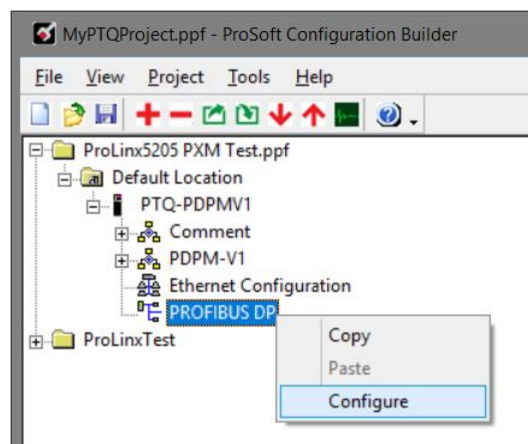 MyPTQProject.ppf - ProSoft Configuration Builder
File View Project Tools Help
ProLinx5205 PXM Test.ppf
Default Location
PTQ-PDPMV1
Comment
PDPM-V1
Ethernet Configuration
PROFIBUS DP
ProLinxTest
Copy
Paste
Configure